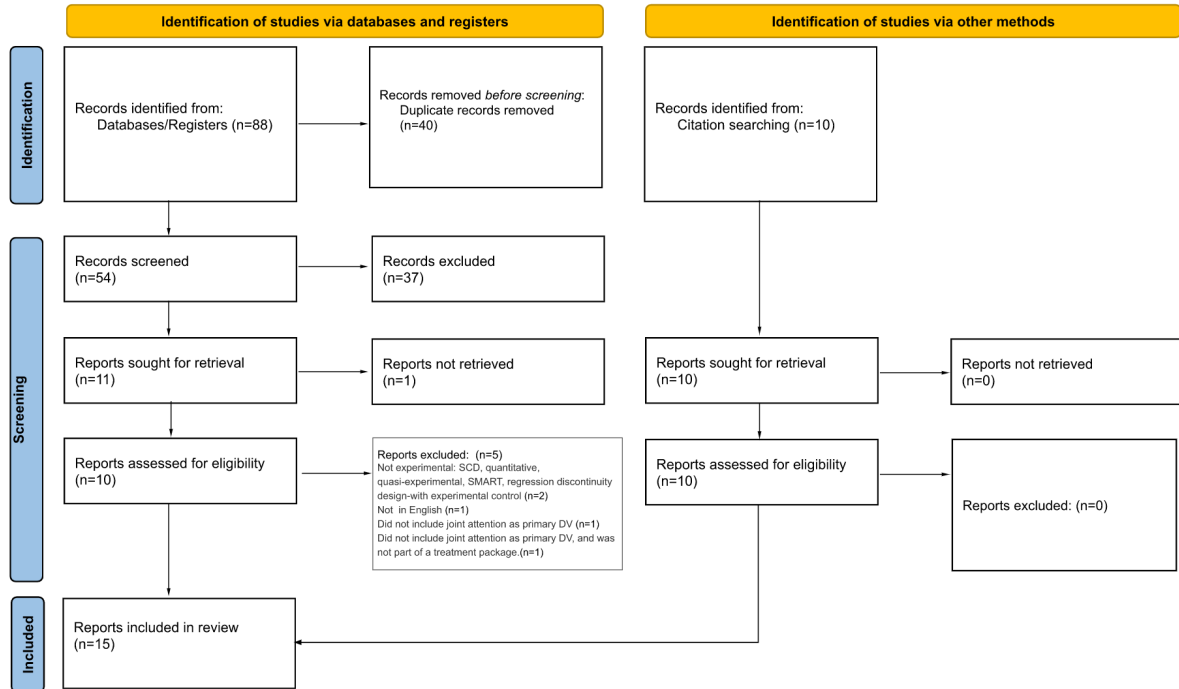 Identification of studies via databases and registers
Identification of studies via other methods
Identification
Records identified from:
Databases/Registers (n=88)
Records removed before screening:
Duplicate records removed
(n=40)
Records identified from:
Citation searching (n=10)
Screening
Records screened
(n=54)
Records excluded
(n=37)
Reports sought for retrieval
(n=11)
Reports not retrieved
(n=1)
Reports sought for retrieval
(n=10)
Reports not retrieved
(n=0)
Reports assessed for eligibility
(n=10)
Reports excluded: (n=5)
Not experimental: SCD, quantitative,
quasi-experimental, SMART, regression discontinuity
design-with experimental control (n=2)
Not in English (n=1)
Did not include joint attention as primary DV (n=1)
Did not include joint attention as primary DV, and was
not part of a treatment package.(n=1)
Reports assessed for eligibility
(n=10)
Reports excluded: (n=0)
Included
Reports included in review
(n=15)